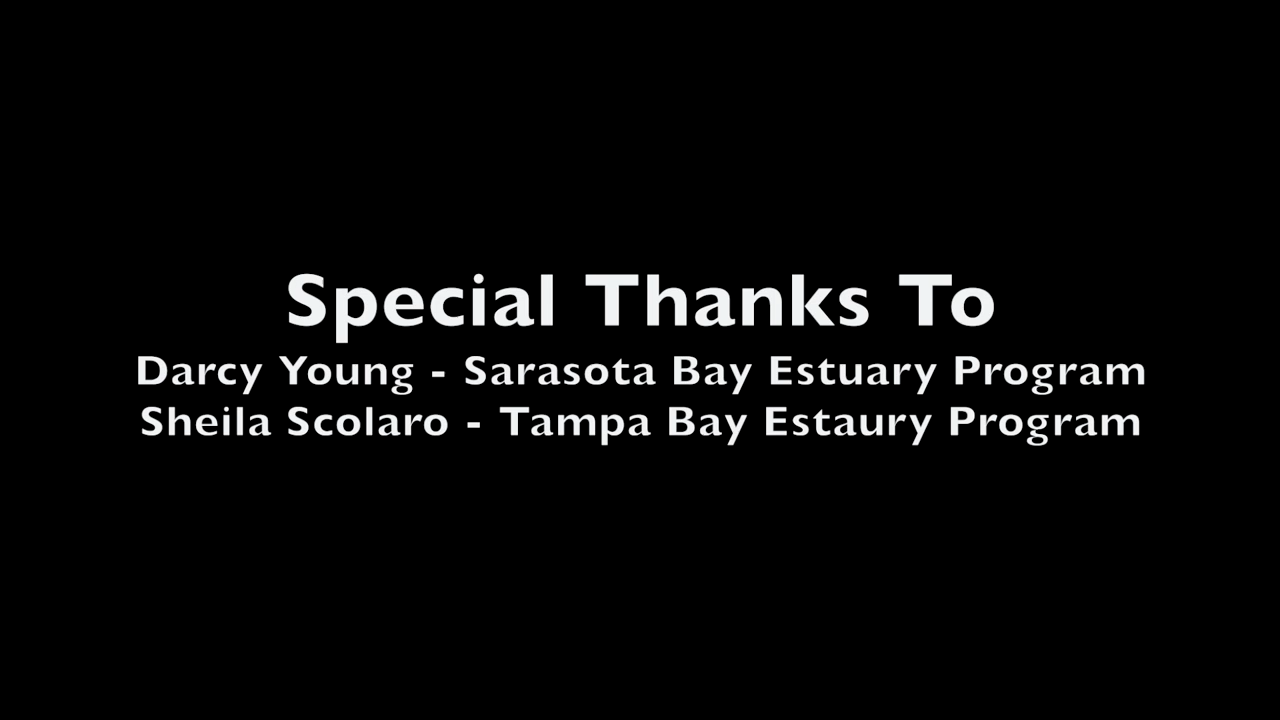 Special Thanks To
Darcy Young - Sarasota Bay Estuary Program
Sheila Scolaro - Tampa Bay Estaury Program